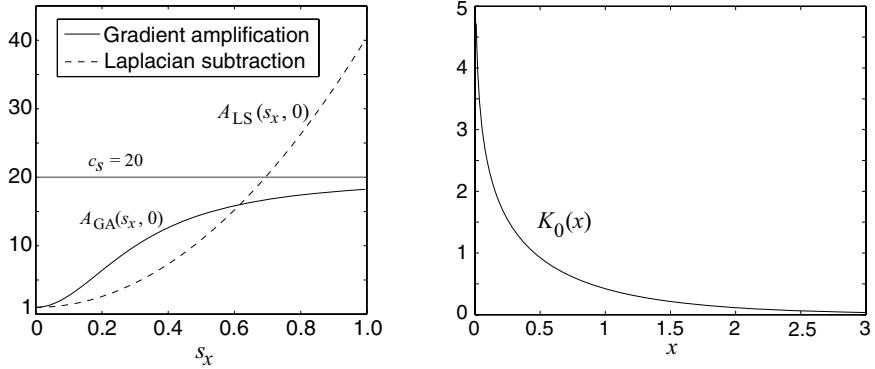 40
30
20
10
1
Gradient amplification
Laplacian subtraction
A_LS(s_x, 0)
c_s = 20
A_GA(s_x, 0)
0 0.2 0.4 0.6 0.8 1.0
s_x
5
4
3
2
1
0
K_0(x)
0 0.5 1 1.5 2 2.5 3
x